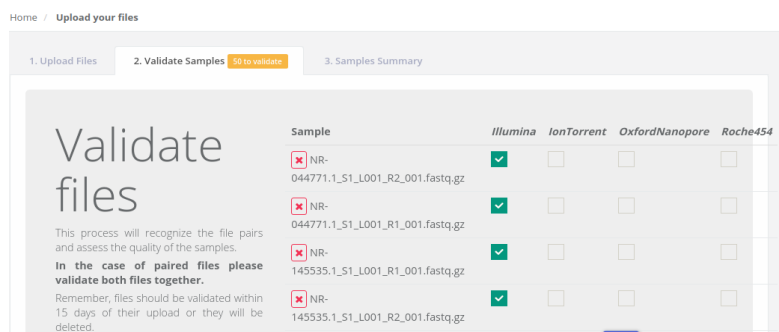 Home / Upload your files
1. Upload Files 2. Validate Samples 50 to validate 3. Samples Summary
Validate
files
This process will recognize the file pairs
and assess the quality of the samples.
In the case of paired files please
validate both files together.
Remember, files should be validated within
15 days of their upload or they will be
deleted.
Sample Illumina IonTorrent OxfordNanopore Roche454
NR-
044771.1_S1_L001_R2_001.fastq.gz
NR-
044771.1_S1_L001_R1_001.fastq.gz
NR-
145535.1_S1_L001_R1_001.fastq.gz
NR-
145535.1_S1_L001_R2_001.fastq.gz